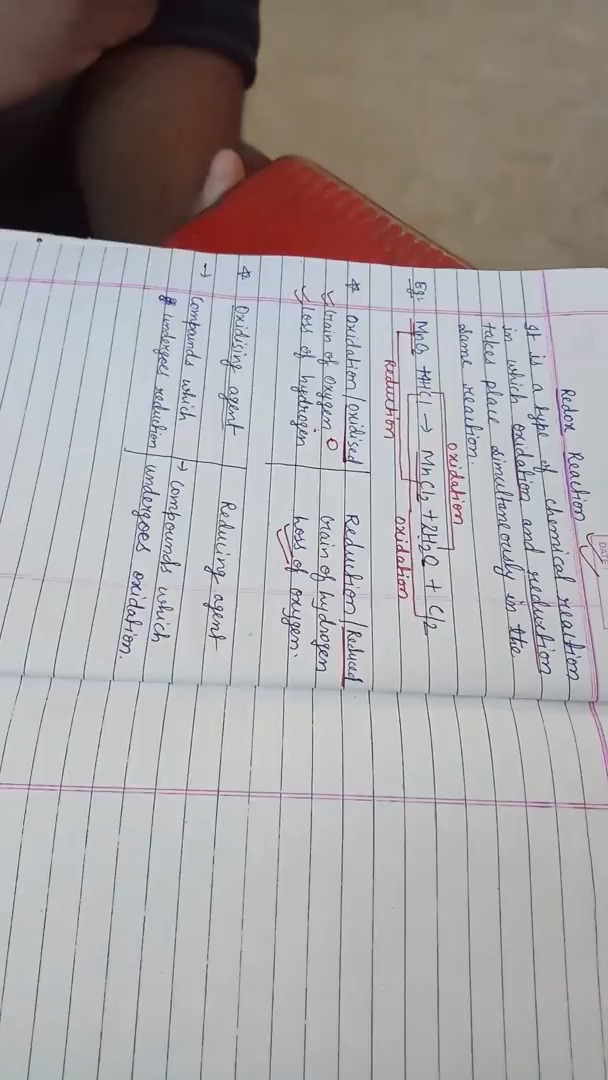 DATE
Redox Reaction
It is a type of chemical reaction
in which oxidation and reduction
takes place simultaneously in the
same reaction.
oxidation
Eg: MnO2 + 4HCl → MnCl2 + 2H2O + Cl2
Reduction oxidation
* Oxidation/oxidised Reduction/Reduced
Gain of oxygen Gain of hydrogen
Loss of hydrogen Loss of oxygen.
* Oxidising agent Reducing agent
→ Compounds which → Compounds which
undergoes reduction undergoes oxidation.